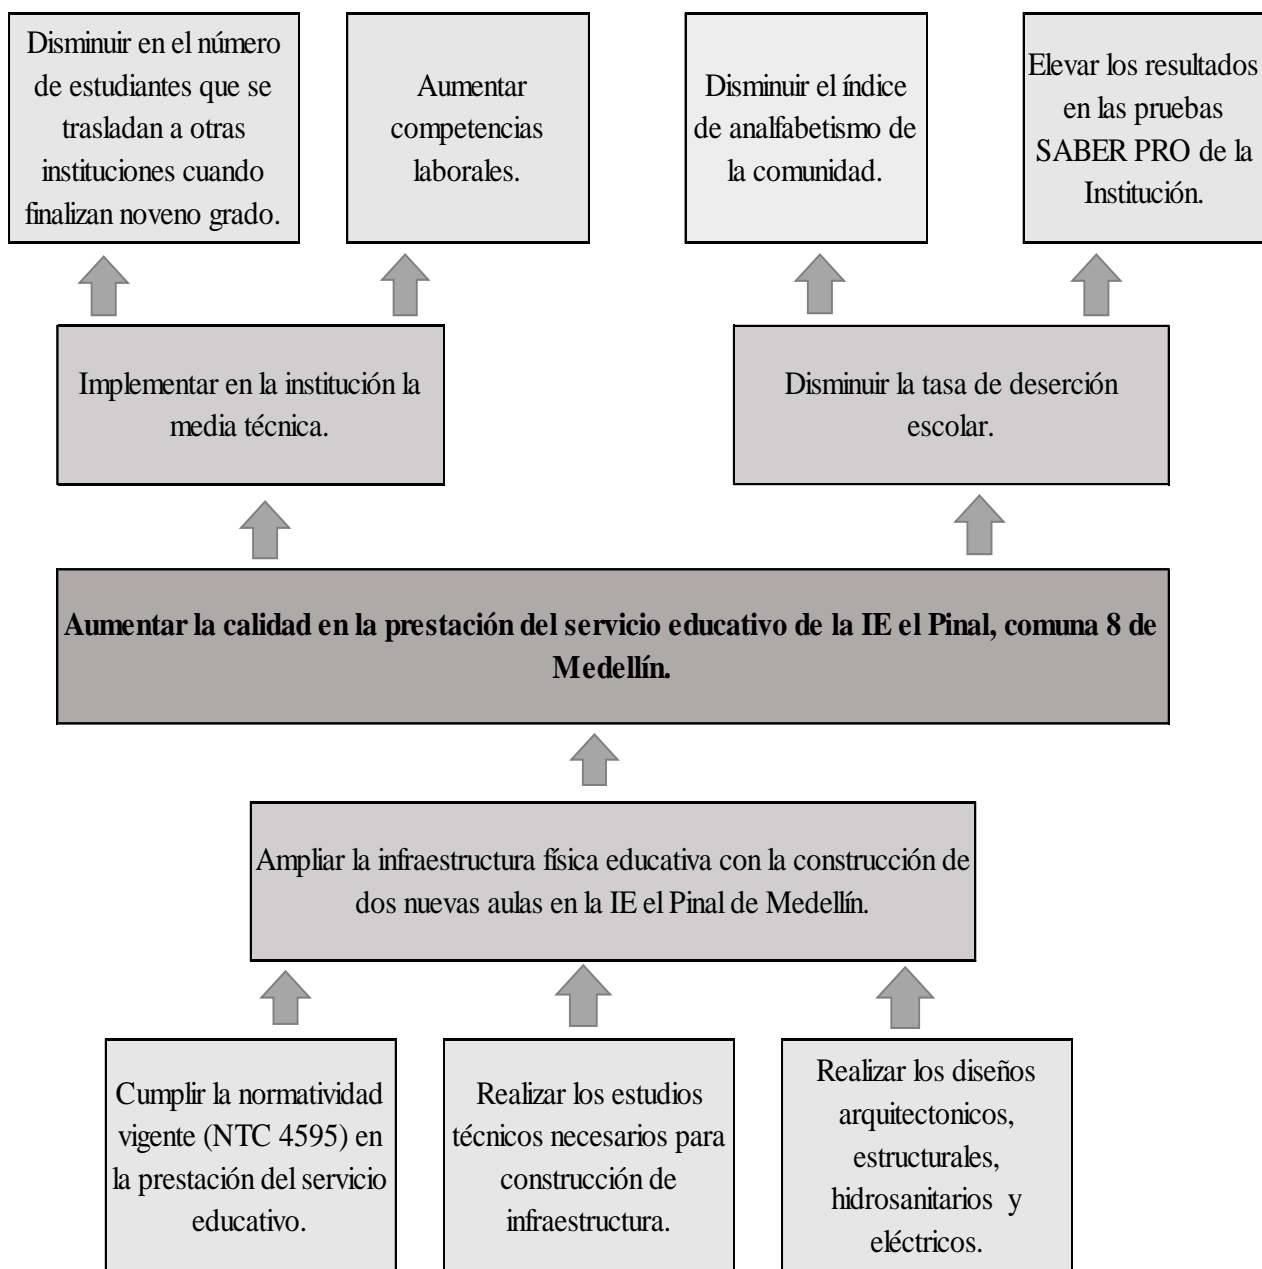 Disminuir en el número
de estudiantes que se
trasladan a otras
instituciones cuando
finalizan noveno grado.
Aumentar
competencias
laborales.
Disminuir el índice
de analfabetismo de
la comunidad.
Elevar los resultados
en las pruebas
SABER PRO de la
Institución.
Implementar en la institución la
media técnica.
Disminuir la tasa de deserción
escolar.
Aumentar la calidad en la prestación del servicio educativo de la IE el Pinal, comuna 8 de
Medellín.
Ampliar la infraestructura física educativa con la construcción de
dos nuevas aulas en la IE el Pinal de Medellín.
Cumplir la normatividad
vigente (NTC 4595) en
la prestación del servicio
educativo.
Realizar los estudios
técnicos necesarios para
construcción de
infraestructura.
Realizar los diseños
arquitectonicos,
estructurales,
hidrosanitarios y
eléctricos.